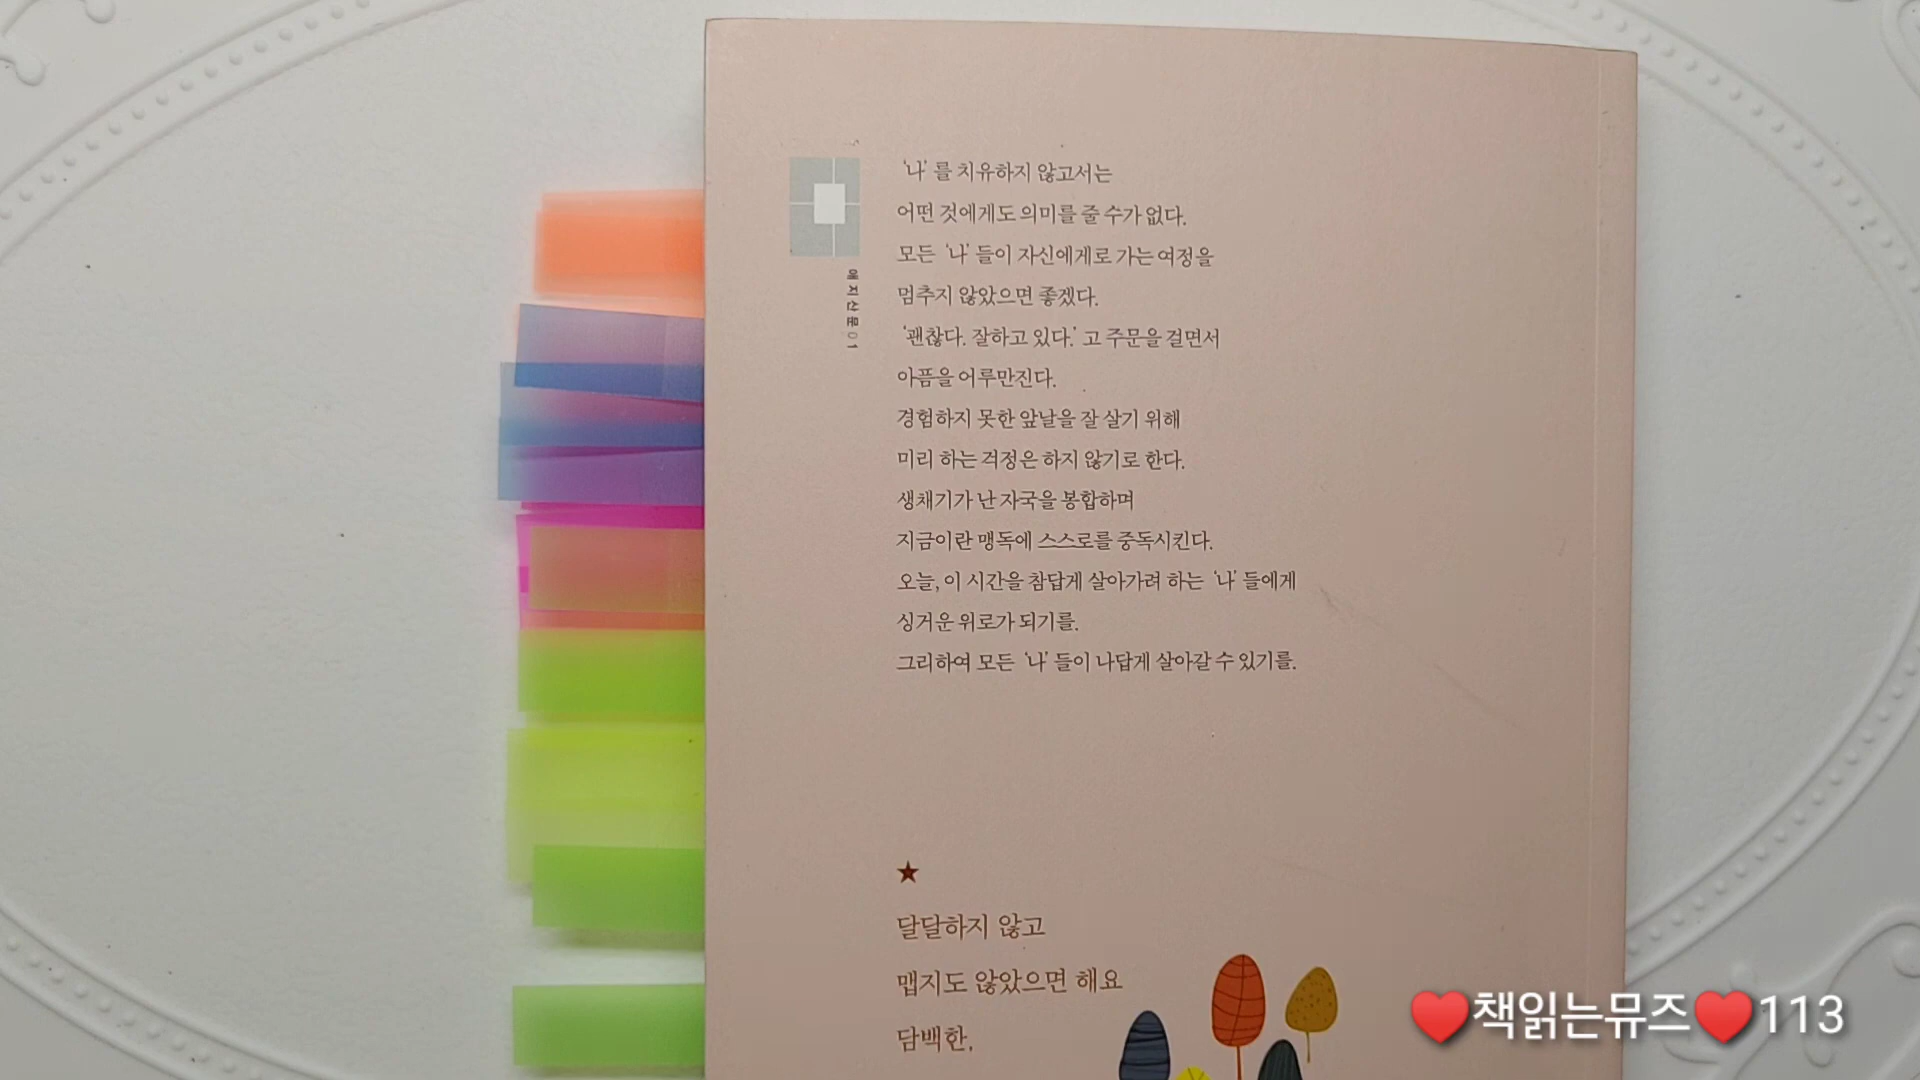 '나'를 치유하지 않고서는
어떤 것에게도 의미를 줄 수가 없다.
모든 '나'들이 자신에게로 가는 여정을
멈추지 않았으면 좋겠다.
'괜찮다. 잘하고 있다.'고 주문을 걸면서
아픔을 어루만진다.
경험하지 못한 앞날을 잘 살기 위해
미리 하는 걱정은 하지 않기로 한다.
생채기가 난 자국을 봉합하며
지금이란 맹독에 스스로를 중독시킨다.
오늘, 이 시간을 참답게 살아가려 하는 '나'들에게
싱거운 위로가 되기를.
그리하여 모든 '나'들이 나답게 살아갈 수 있기를.
예지산문01
★
달달하지 않고
맵지도 않았으면 해요
담백한,
❤️책읽는뮤즈❤️113